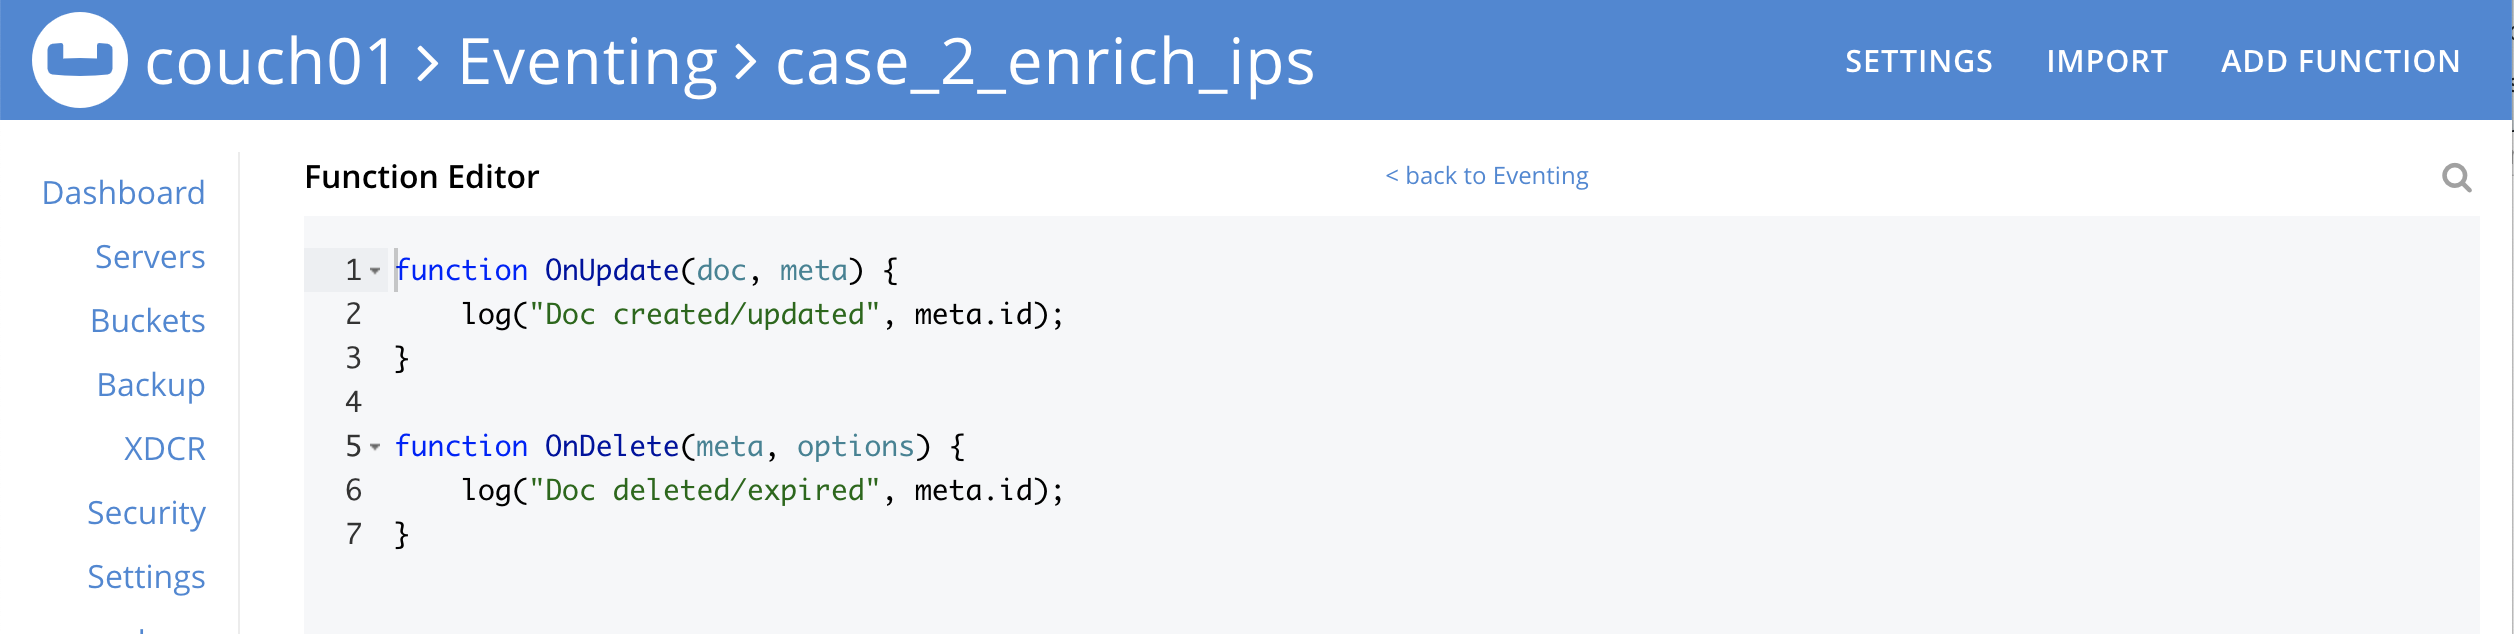 couch01 > Eventing > case_2_enrich_ips
SETTINGS IMPORT ADD FUNCTION
Dashboard
Servers
Buckets
Backup
XDCR
Security
Settings
Function Editor
< back to Eventing
1 function OnUpdate(doc, meta) {
2     log("Doc created/updated", meta.id);
3 }
4
5 function OnDelete(meta, options) {
6     log("Doc deleted/expired", meta.id);
7 }